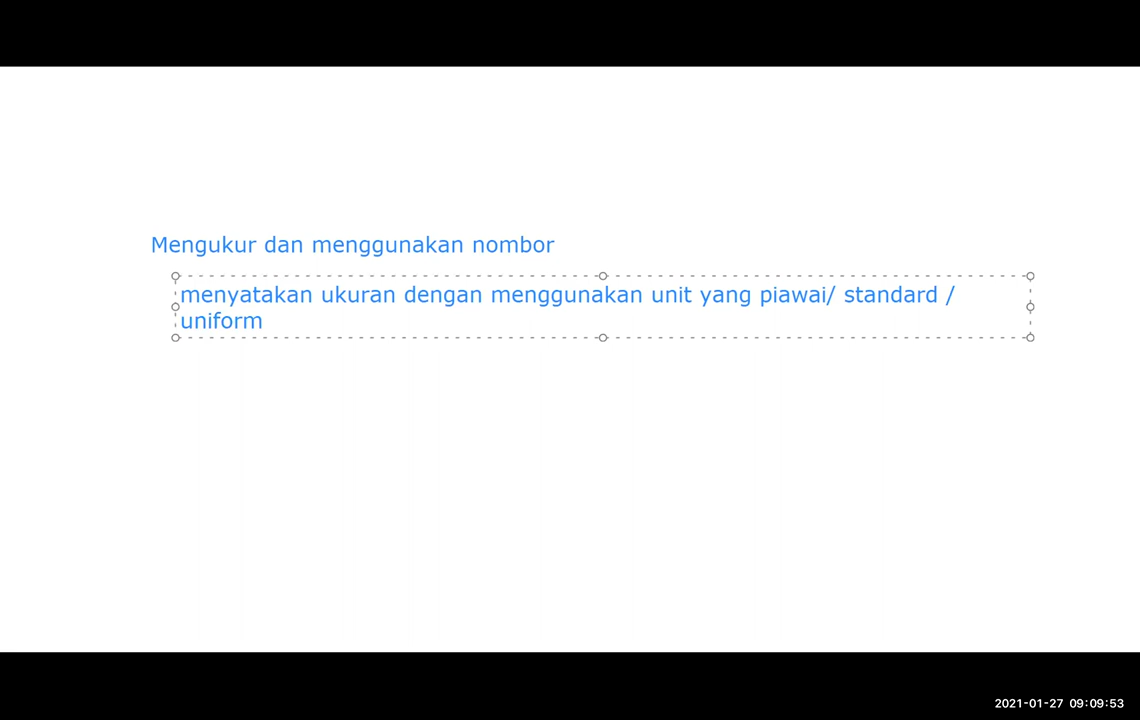 Mengukur dan menggunakan nombor
menyatakan ukuran dengan menggunakan unit yang piawai/ standard /
uniform
2021-01-27 09:09:53